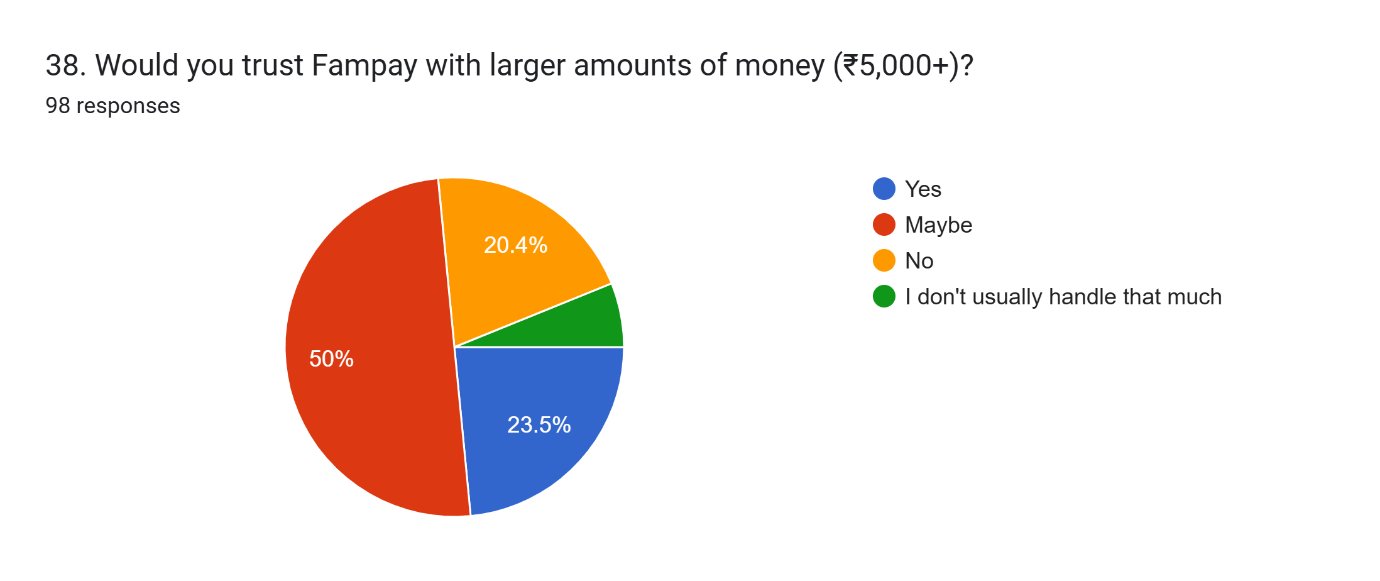 38. Would you trust Fampay with larger amounts of money (₹5,000+)?
98 responses
20.4%
50%
23.5%
Yes
Maybe
No
I don't usually handle that much